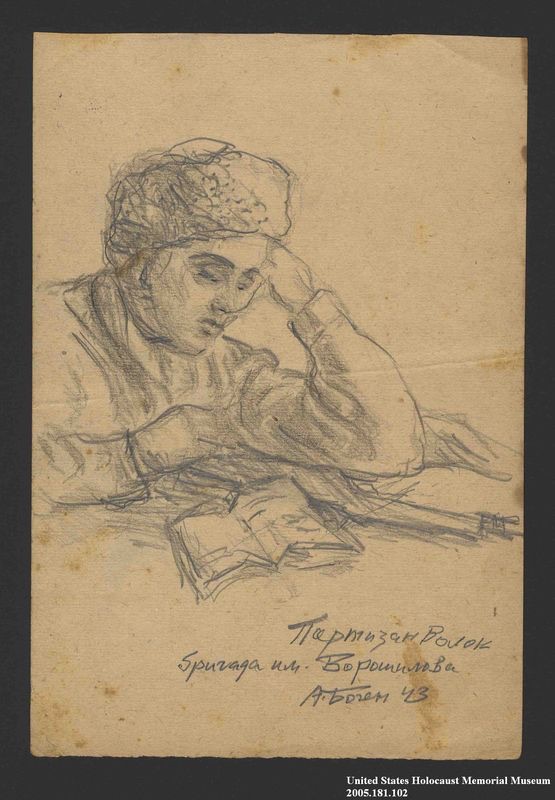 Партизан Волок
бригада им. Ворошилова
А. Боген 43
United States Holocaust Memorial Museum
2005.181.102